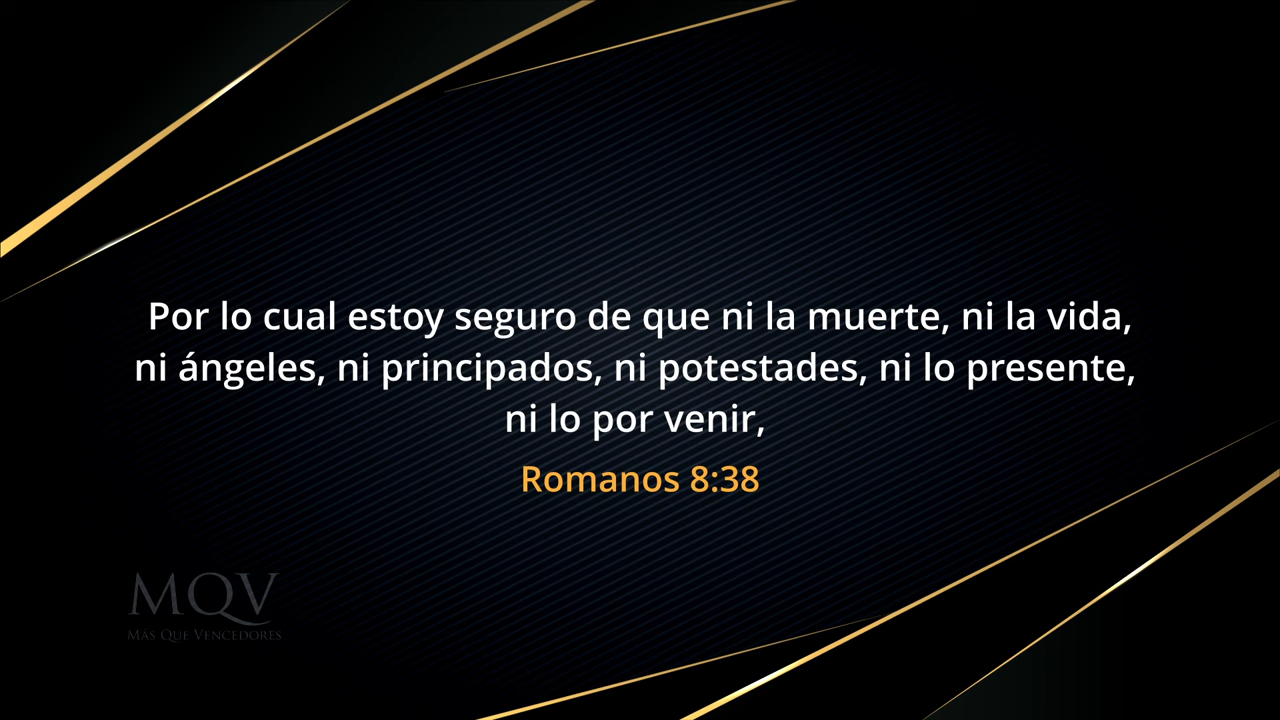 Por lo cual estoy seguro de que ni la muerte, ni la vida,
ni ángeles, ni principados, ni potestades, ni lo presente,
ni lo por venir,
Romanos 8:38
MQV
Más Que Vencedores